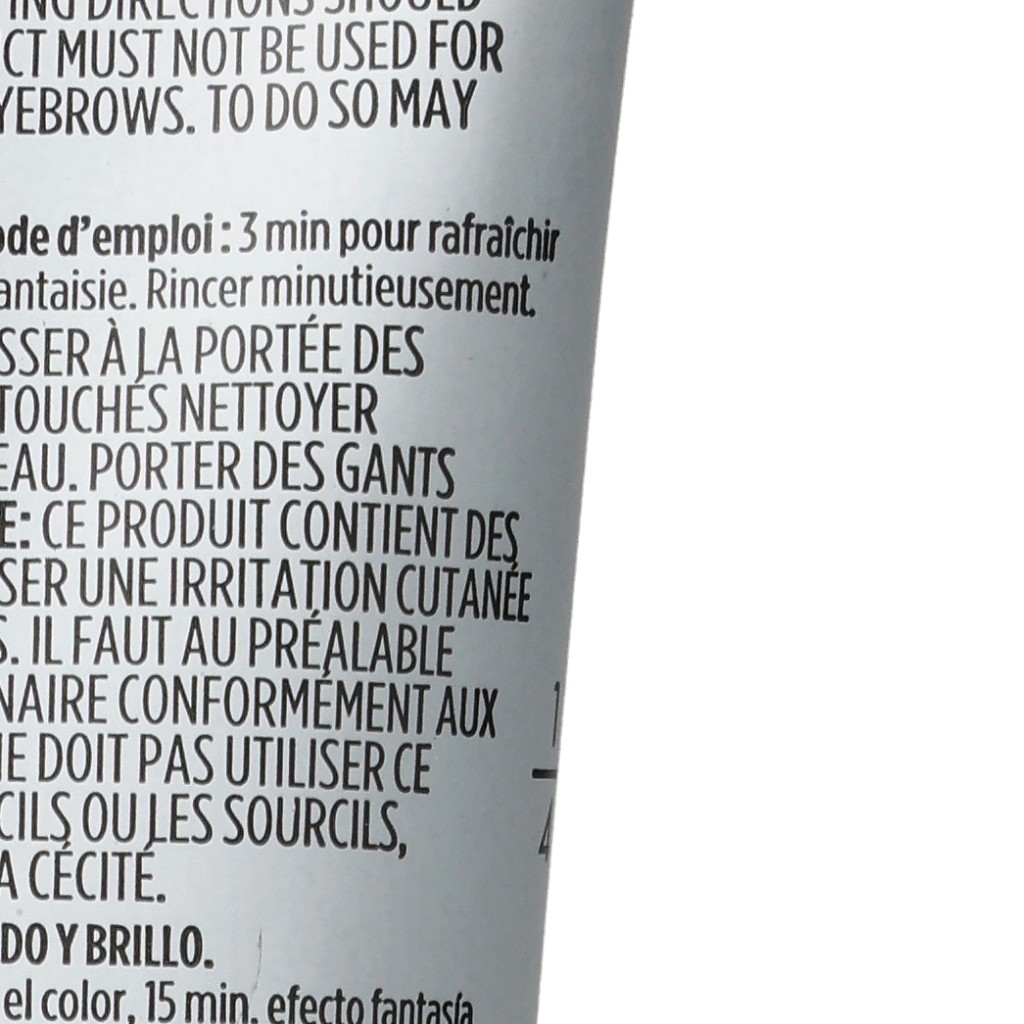 ING DIRECTIONS SHOULD
CT MUST NOT BE USED FOR
YEBROWS. TO DO SO MAY
ode d'emploi : 3 min pour rafraîchir
antaisie. Rincer minutieusement.
SSER À LA PORTÉE DES
TOUCHÉS NETTOYER
EAU. PORTER DES GANTS
E: CE PRODUIT CONTIENT DES
SER UNE IRRITATION CUTANÉE
S. IL FAUT AU PRÉALABLE
NAIRE CONFORMÉMENT AUX
NE DOIT PAS UTILISER CE
CILS OU LES SOURCILS,
A CÉCITÉ.
DO Y BRILLO.
el color, 15 min. efecto fantasía